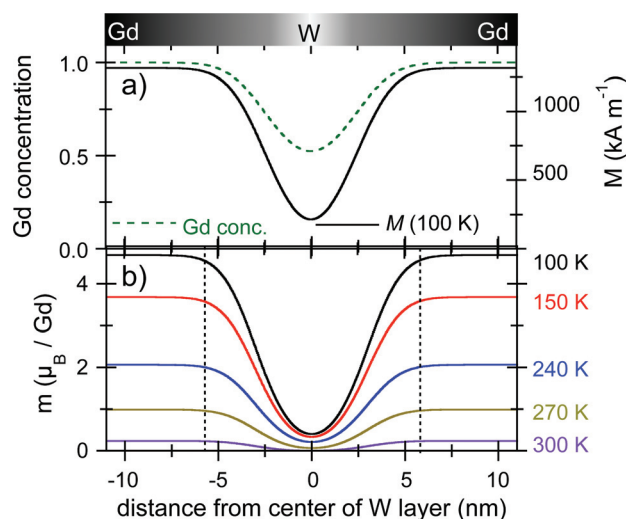 Gd W Gd
a)
Gd concentration
1.0
0.5
0.0
1000
500
M (kA m⁻¹)
Gd conc. M (100 K)
b)
m (μB / Gd)
4
2
0
100 K
150 K
240 K
270 K
300 K
-10 -5 0 5 10
distance from center of W layer (nm)